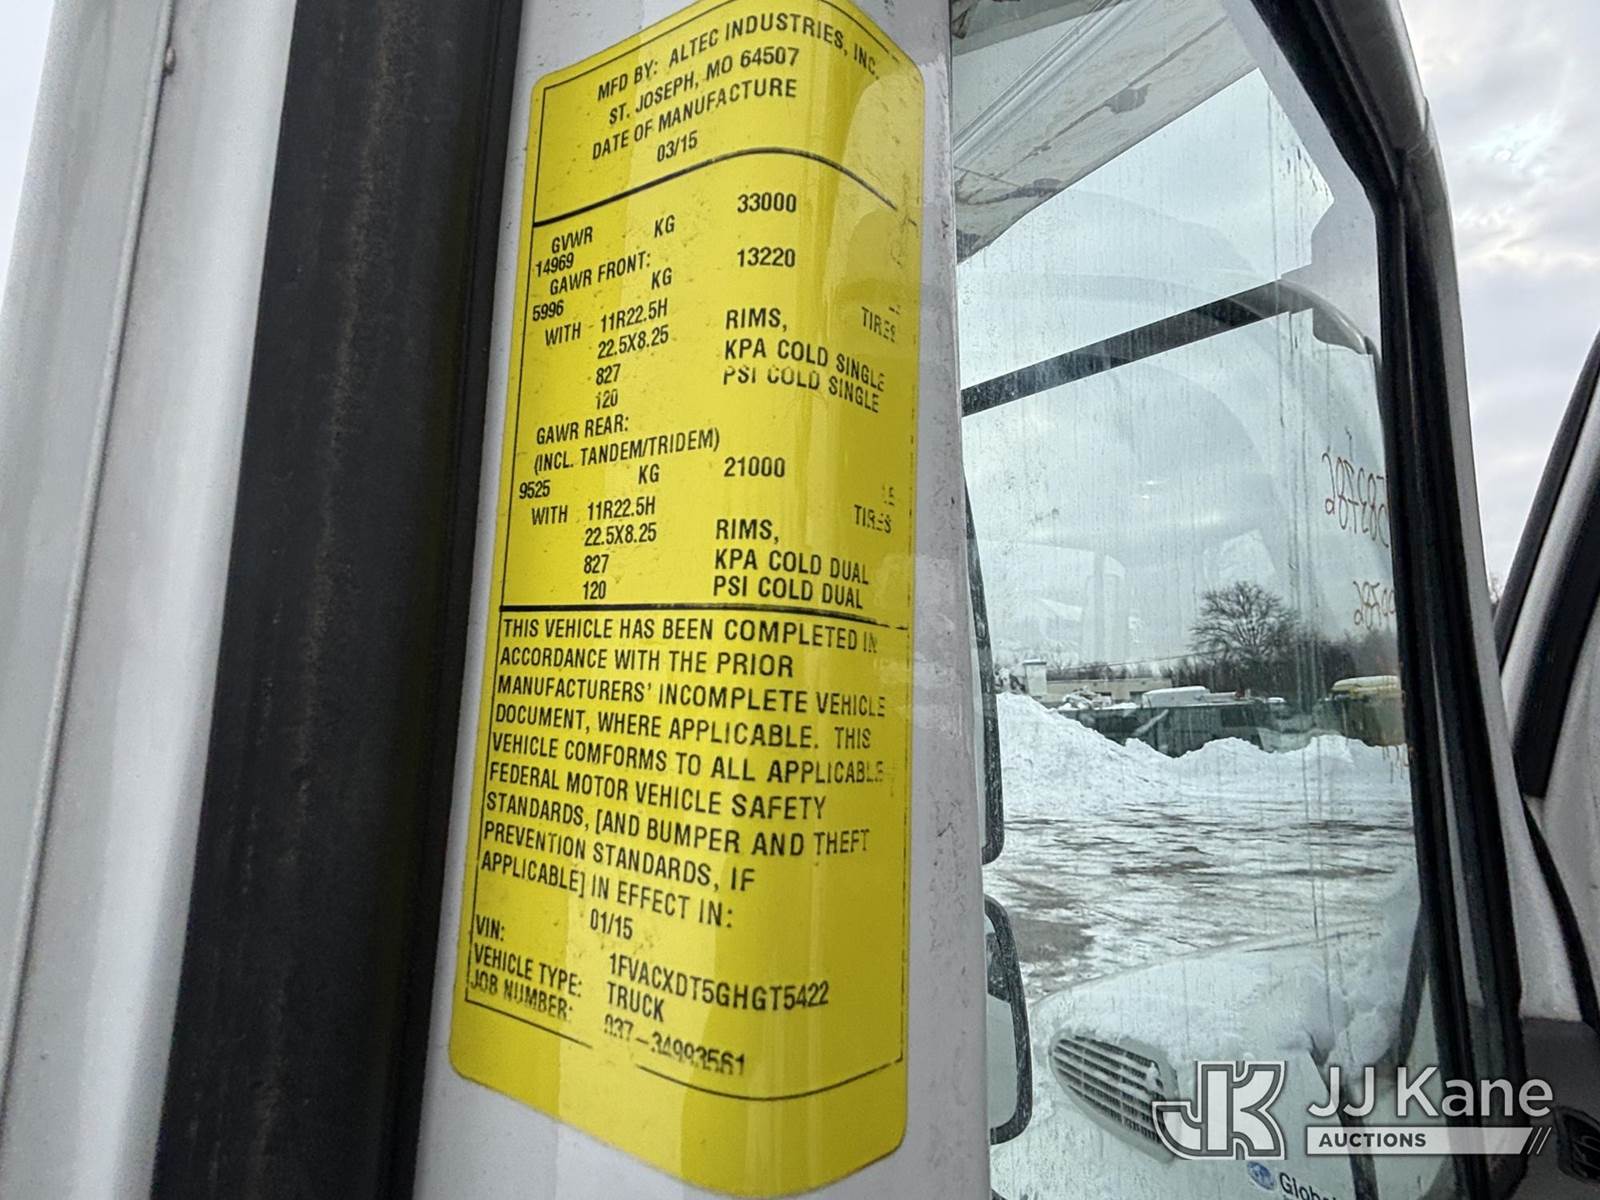 MFD BY: ALTEC INDUSTRIES, INC.
ST. JOSEPH, MO 64507
DATE OF MANUFACTURE
03/15
GVWR KG 33000
14969
GAWR FRONT: 13220
5996 KG
WITH 11R22.5H TIRES
22.5X8.25 RIMS,
827 KPA COLD SINGLE
120 PSI COLD SINGLE
GAWR REAR:
(INCL. TANDEM/TRIDEM)
9525 KG 21000
WITH 11R22.5H TIRES
22.5X8.25 RIMS,
827 KPA COLD DUAL
120 PSI COLD DUAL
THIS VEHICLE HAS BEEN COMPLETED IN
ACCORDANCE WITH THE PRIOR
MANUFACTURERS' INCOMPLETE VEHICLE
DOCUMENT, WHERE APPLICABLE. THIS
VEHICLE COMFORMS TO ALL APPLICABLE
FEDERAL MOTOR VEHICLE SAFETY
STANDARDS, [AND BUMPER AND THEFT
PREVENTION STANDARDS, IF
APPLICABLE] IN EFFECT IN:
01/15
VIN: 1FVACXDT5GHGT5422
VEHICLE TYPE: TRUCK
JOB NUMBER: 037-34993561
JK JJ Kane
AUCTIONS